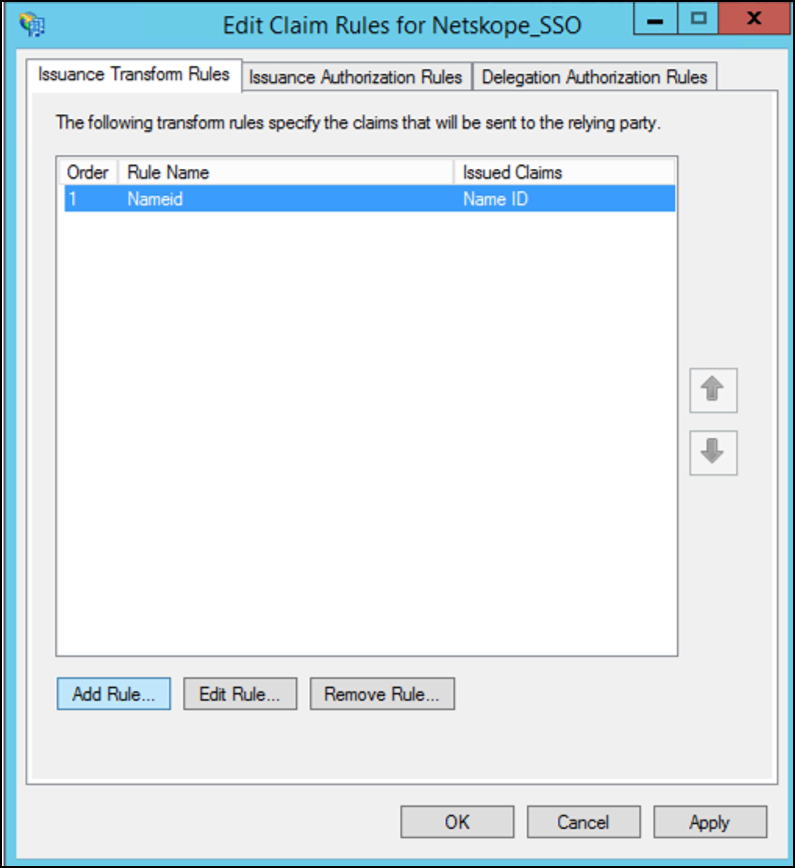 Edit Claim Rules for Netskope_SSO
Issuance Transform Rules Issuance Authorization Rules Delegation Authorization Rules
The following transform rules specify the claims that will be sent to the relying party.
Order Rule Name Issued Claims
1 Nameid Name ID
Add Rule... Edit Rule... Remove Rule...
OK Cancel Apply